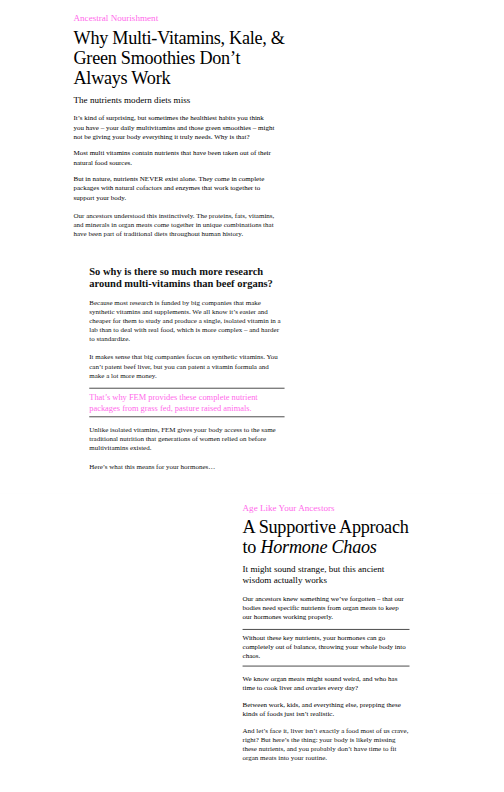 Ancestral Nourishment
Why Multi-Vitamins, Kale, &
Green Smoothies Don’t
Always Work
The nutrients modern diets miss
It’s kind of surprising, but sometimes the healthiest habits you think
you have – your daily multivitamins and those green smoothies – might
not be giving your body everything it truly needs. Why is that?
Most multi vitamins contain nutrients that have been taken out of their
natural food sources.
But in nature, nutrients NEVER exist alone. They come in complete
packages with natural cofactors and enzymes that work together to
support your body.
Our ancestors understood this instinctively. The proteins, fats, vitamins,
and minerals in organ meats come together in unique combinations that
have been part of traditional diets throughout human history.
So why is there so much more research
around multi-vitamins than beef organs?
Because most research is funded by big companies that make
synthetic vitamins and supplements. We all know it’s easier and
cheaper for them to study and produce a single, isolated vitamin in a
lab than to deal with real food, which is more complex – and harder
to standardize.
It makes sense that big companies focus on synthetic vitamins. You
can’t patent beef liver, but you can patent a vitamin formula and
make a lot more money.
That’s why FEM provides these complete nutrient
packages from grass fed, pasture raised animals.
Unlike isolated vitamins, FEM gives your body access to the same
traditional nutrition that generations of women relied on before
multivitamins existed.
Here’s what this means for your hormones…
Age Like Your Ancestors
A Supportive Approach
to Hormone Chaos
It might sound strange, but this ancient
wisdom actually works
Our ancestors knew something we’ve forgotten – that our
bodies need specific nutrients from organ meats to keep
our hormones working properly.
Without these key nutrients, your hormones can go
completely out of balance, throwing your whole body into
chaos.
We know organ meats might sound weird, and who has
time to cook liver and ovaries every day?
Between work, kids, and everything else, prepping these
kinds of foods just isn’t realistic.
And let’s face it, liver isn’t exactly a food most of us crave,
right? But here’s the thing: your body is likely missing
these nutrients, and you probably don’t have time to fit
organ meats into your routine.